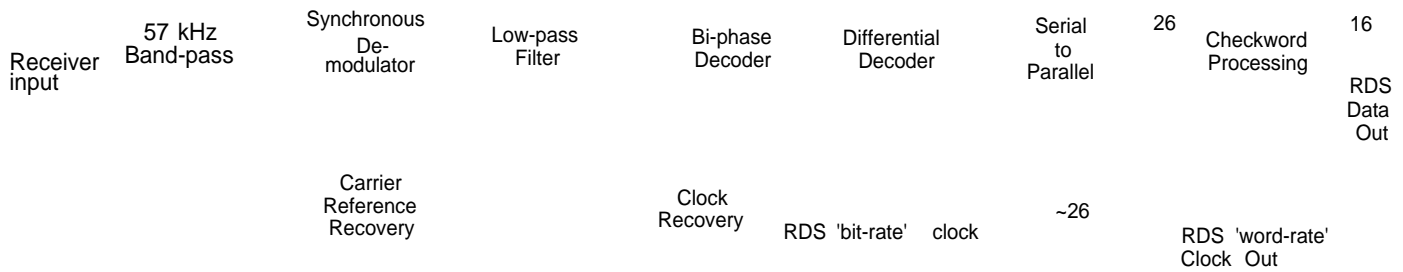 Receiver
input
57 kHz
Band-pass
Synchronous
De-
modulator
Low-pass
Filter
Bi-phase
Decoder
Differential
Decoder
Serial
to
Parallel
26
Checkword
Processing
16
RDS
Data
Out
Carrier
Reference
Recovery
Clock
Recovery
RDS 'bit-rate' clock
~26
RDS 'word-rate'
Clock Out